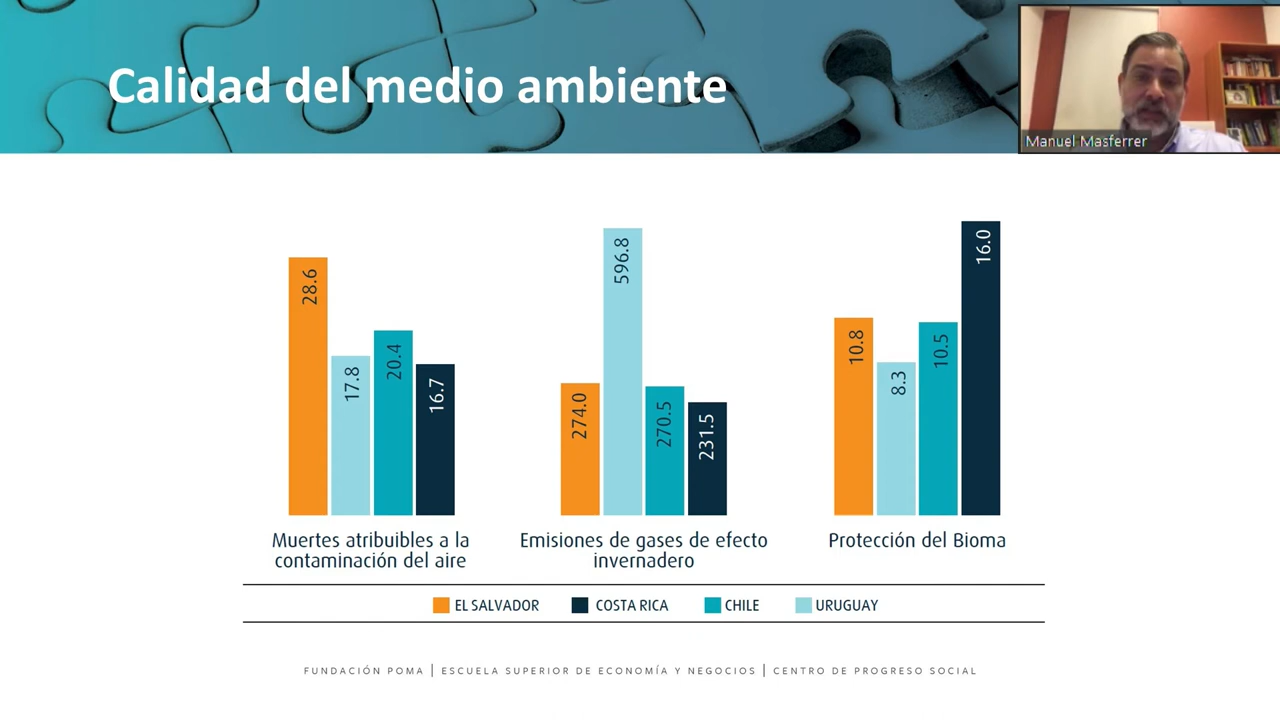 Calidad del medio ambiente
Manuel Masferrer
28.6
17.8
20.4
16.7
274.0
596.8
270.5
231.5
10.8
8.3
10.5
16.0
Muertes atribuibles a la
contaminación del aire
Emisiones de gases de efecto
invernadero
Protección del Bioma
EL SALVADOR COSTA RICA CHILE URUGUAY
FUNDACIÓN POMA | ESCUELA SUPERIOR DE ECONOMÍA Y NEGOCIOS | CENTRO DE PROGRESO SOCIAL